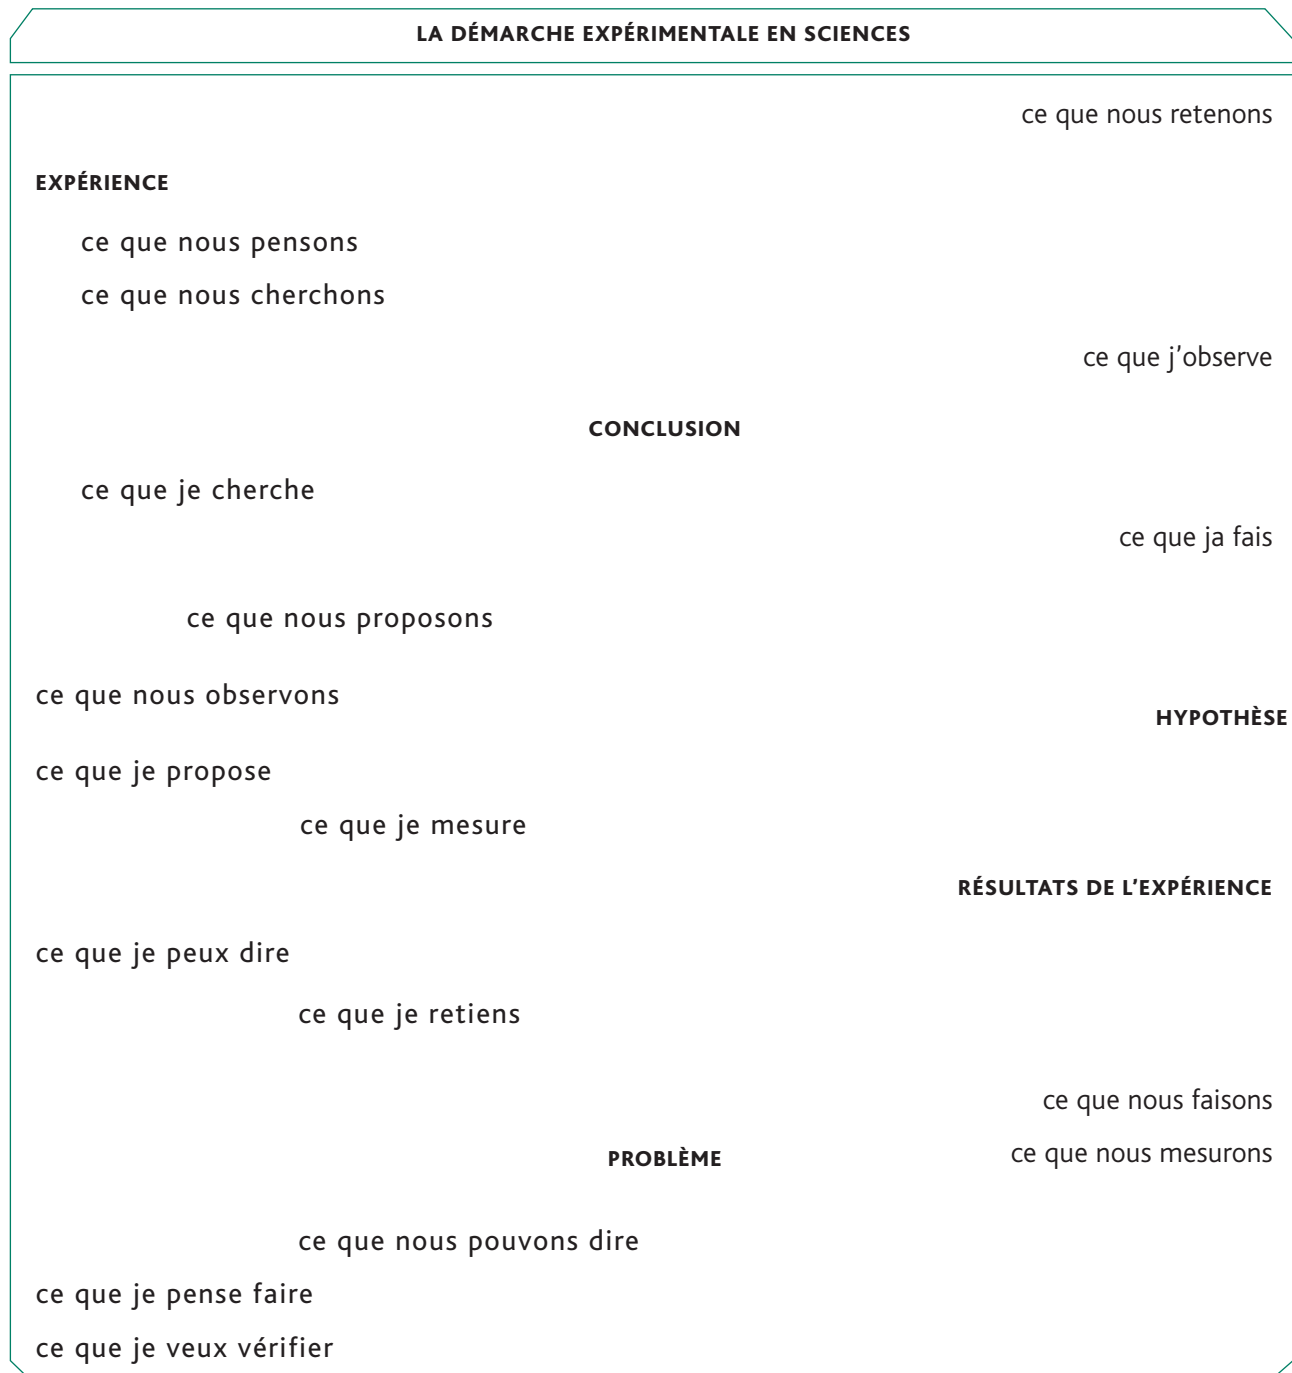 LA DÉMARCHE EXPÉRIMENTALE EN SCIENCES
ce que nous retenons
EXPÉRIENCE
ce que nous pensons
ce que nous cherchons
ce que j’observe
CONCLUSION
ce que je cherche
ce que ja fais
ce que nous proposons
ce que nous observons
HYPOTHÈSE
ce que je propose
ce que je mesure
RÉSULTATS DE L’EXPÉRIENCE
ce que je peux dire
ce que je retiens
ce que nous faisons
PROBLÈME
ce que nous mesurons
ce que nous pouvons dire
ce que je pense faire
ce que je veux vérifier